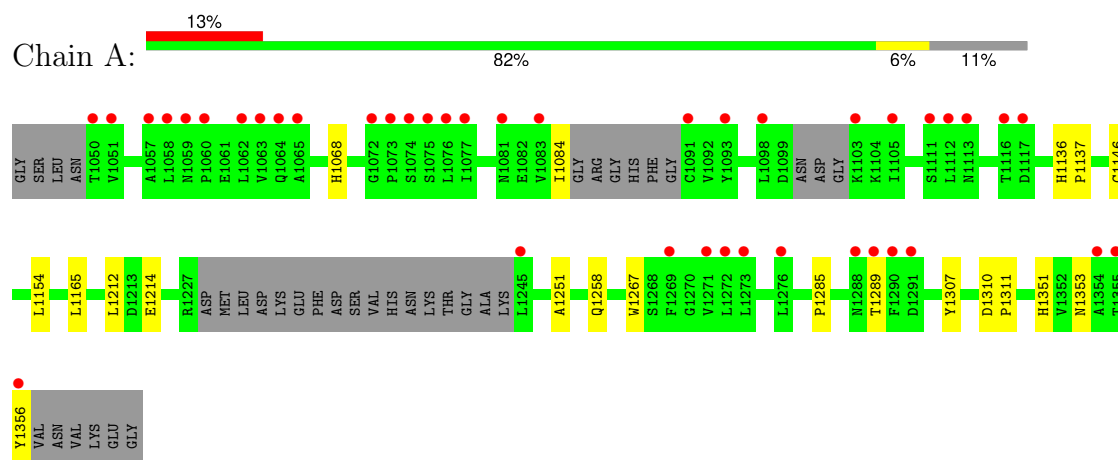 13%
Chain A:
82% 6% 11%
GLY SER LEU ASN T1050 V1051 A1057 L1058 N1059 P1060 E1061 L1062 V1063 Q1064 A1065 H1068 G1072 P1073 S1074 S1075 L1076 I1077 N1081 E1082 V1083 I1084 GLY ARG GLY HIS PHE GLY C1091 V1092 Y1093 L1098 D1099 ASN ASP GLY K1103 K1104 I1105 S1111 L1112 N1113 T1116 D1117 H1136 P1137 C1146
L1154 L1165 L1212 D1213 E1214 R1227 ASP MET LEU ASP LYS GLU PHE ASP SER VAL HIS ASN LYS THR GLY ALA LYS L1245 A1251 Q1258 W1267 S1268 F1269 G1270 V1271 L1272 L1273 L1276 P1285 N1288 T1289 F1290 D1291 Y1307 D1310 P1311 H1351 V1352 N1353 A1354 T1355
Y1356 VAL ASN VAL LYS GLU GLY